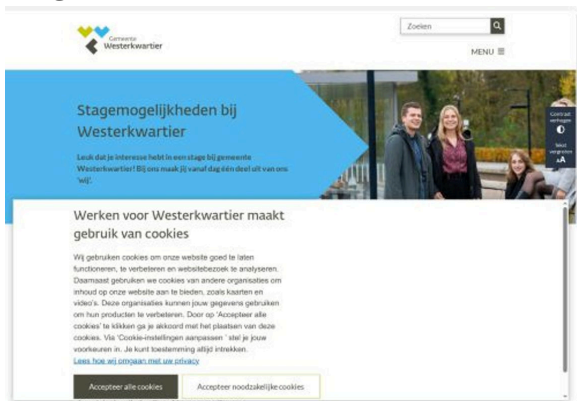 Gemeente
Westerkwartier
Zoeken
MENU
Stagemogelijkheden bij
Westerkwartier
Leuk dat je interesse hebt in een stage bij gemeente
Westerkwartier! Bij ons maak jij vanaf dag één deel uit van ons
'wij'.
Contrast
verhogen
Tekst
vergroten
AA
Werken voor Westerkwartier maakt
gebruik van cookies
Wij gebruiken cookies om onze website goed te laten
functioneren, te verbeteren en websitebezoek te analyseren.
Daarnaast gebruiken we cookies van andere organisaties om
inhoud op onze website aan te bieden, zoals kaarten en
video's. Deze organisaties kunnen jouw gegevens gebruiken
om hun producten te verbeteren. Door op 'Accepteer alle
cookies' te klikken ga je akkoord met het plaatsen van deze
cookies. Via 'Cookie-instellingen aanpassen ' stel je jouw
voorkeuren in. Je kunt toestemming altijd intrekken.
Lees hoe wij omgaan met uw privacy
Accepteer alle cookies
Accepteer noodzakelijke cookies